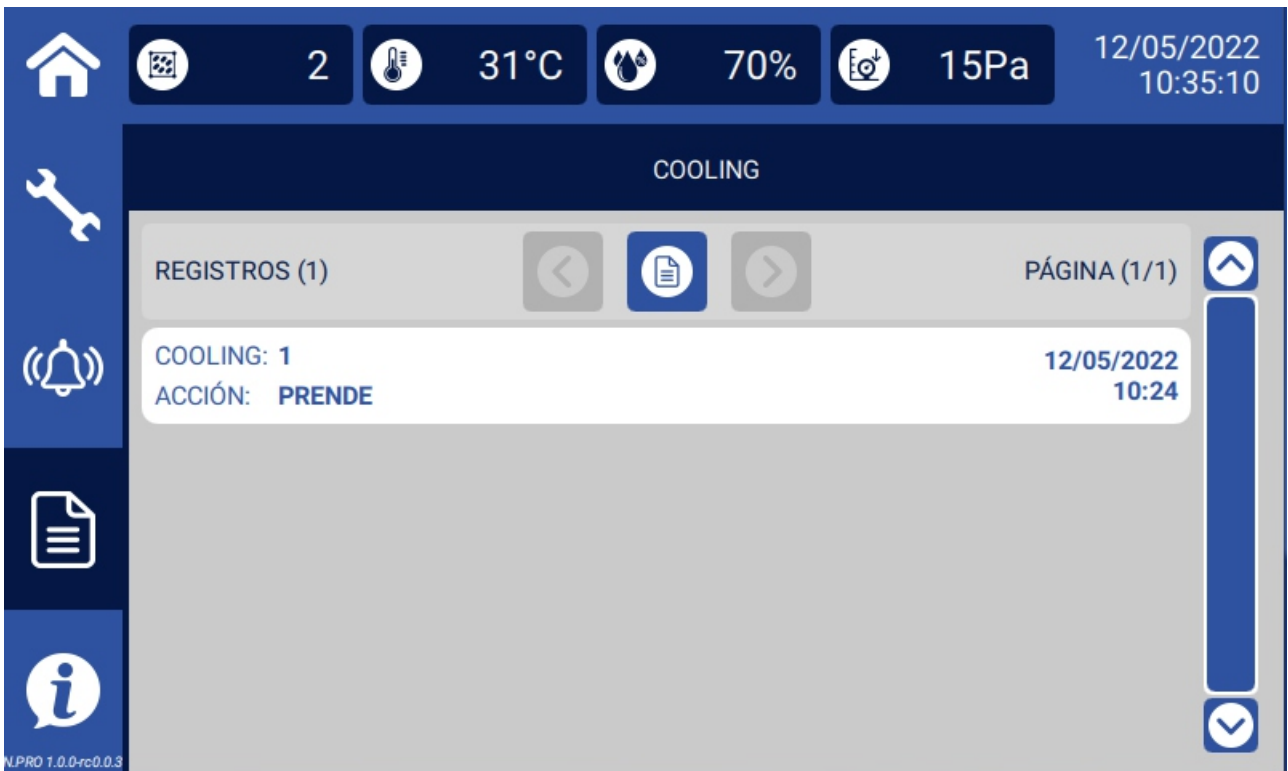 2
31°C
70%
15Pa
12/05/2022
10:35:10
COOLING
REGISTROS (1)
PÁGINA (1/1)
COOLING: 1
12/05/2022
ACCIÓN: PRENDE
10:24
N.PRO 1.0.0-rc0.0.3